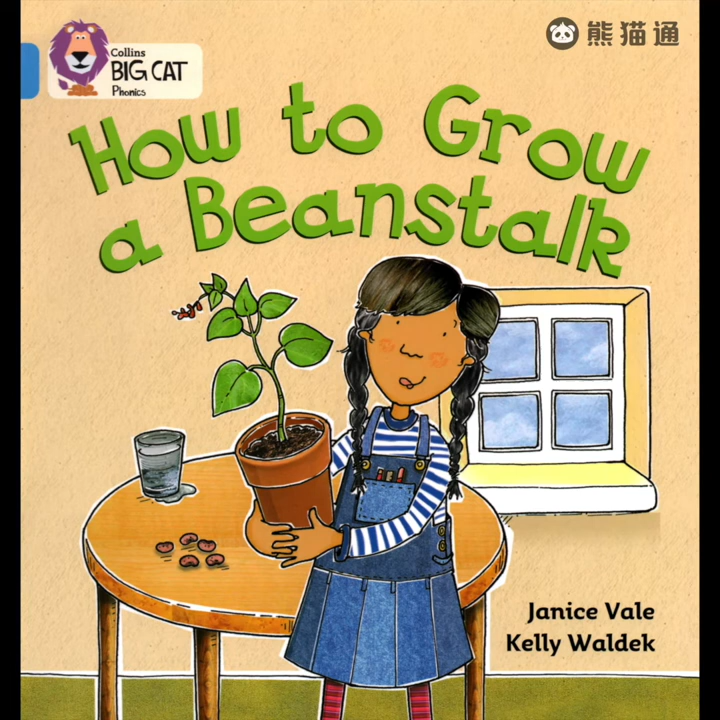 熊猫通
Collins
BIG CAT
Phonics
How to Grow
a Beanstalk
Janice Vale
Kelly Waldek